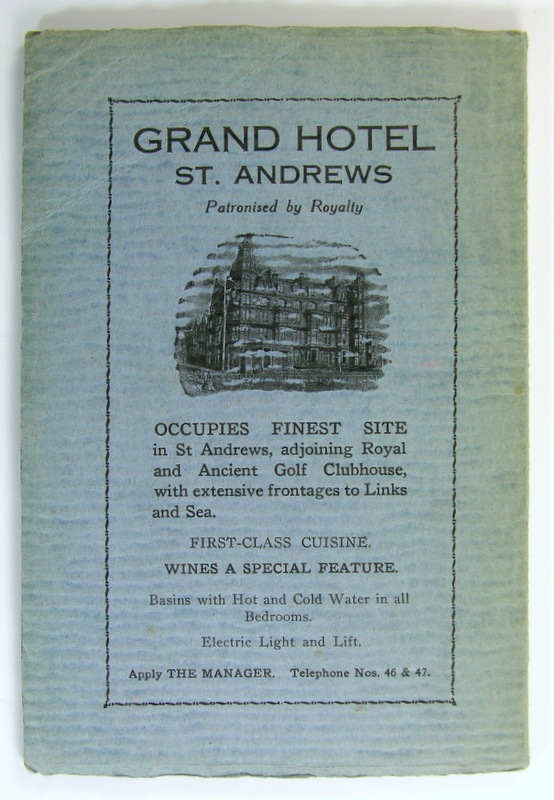 GRAND HOTEL
ST. ANDREWS
Patronised by Royalty
OCCUPIES FINEST SITE
in St Andrews, adjoining Royal
and Ancient Golf Clubhouse,
with extensive frontages to Links
and Sea.
FIRST-CLASS CUISINE.
WINES A SPECIAL FEATURE.
Basins with Hot and Cold Water in all
Bedrooms.
Electric Light and Lift.
Apply THE MANAGER. Telephone Nos. 46 & 47.